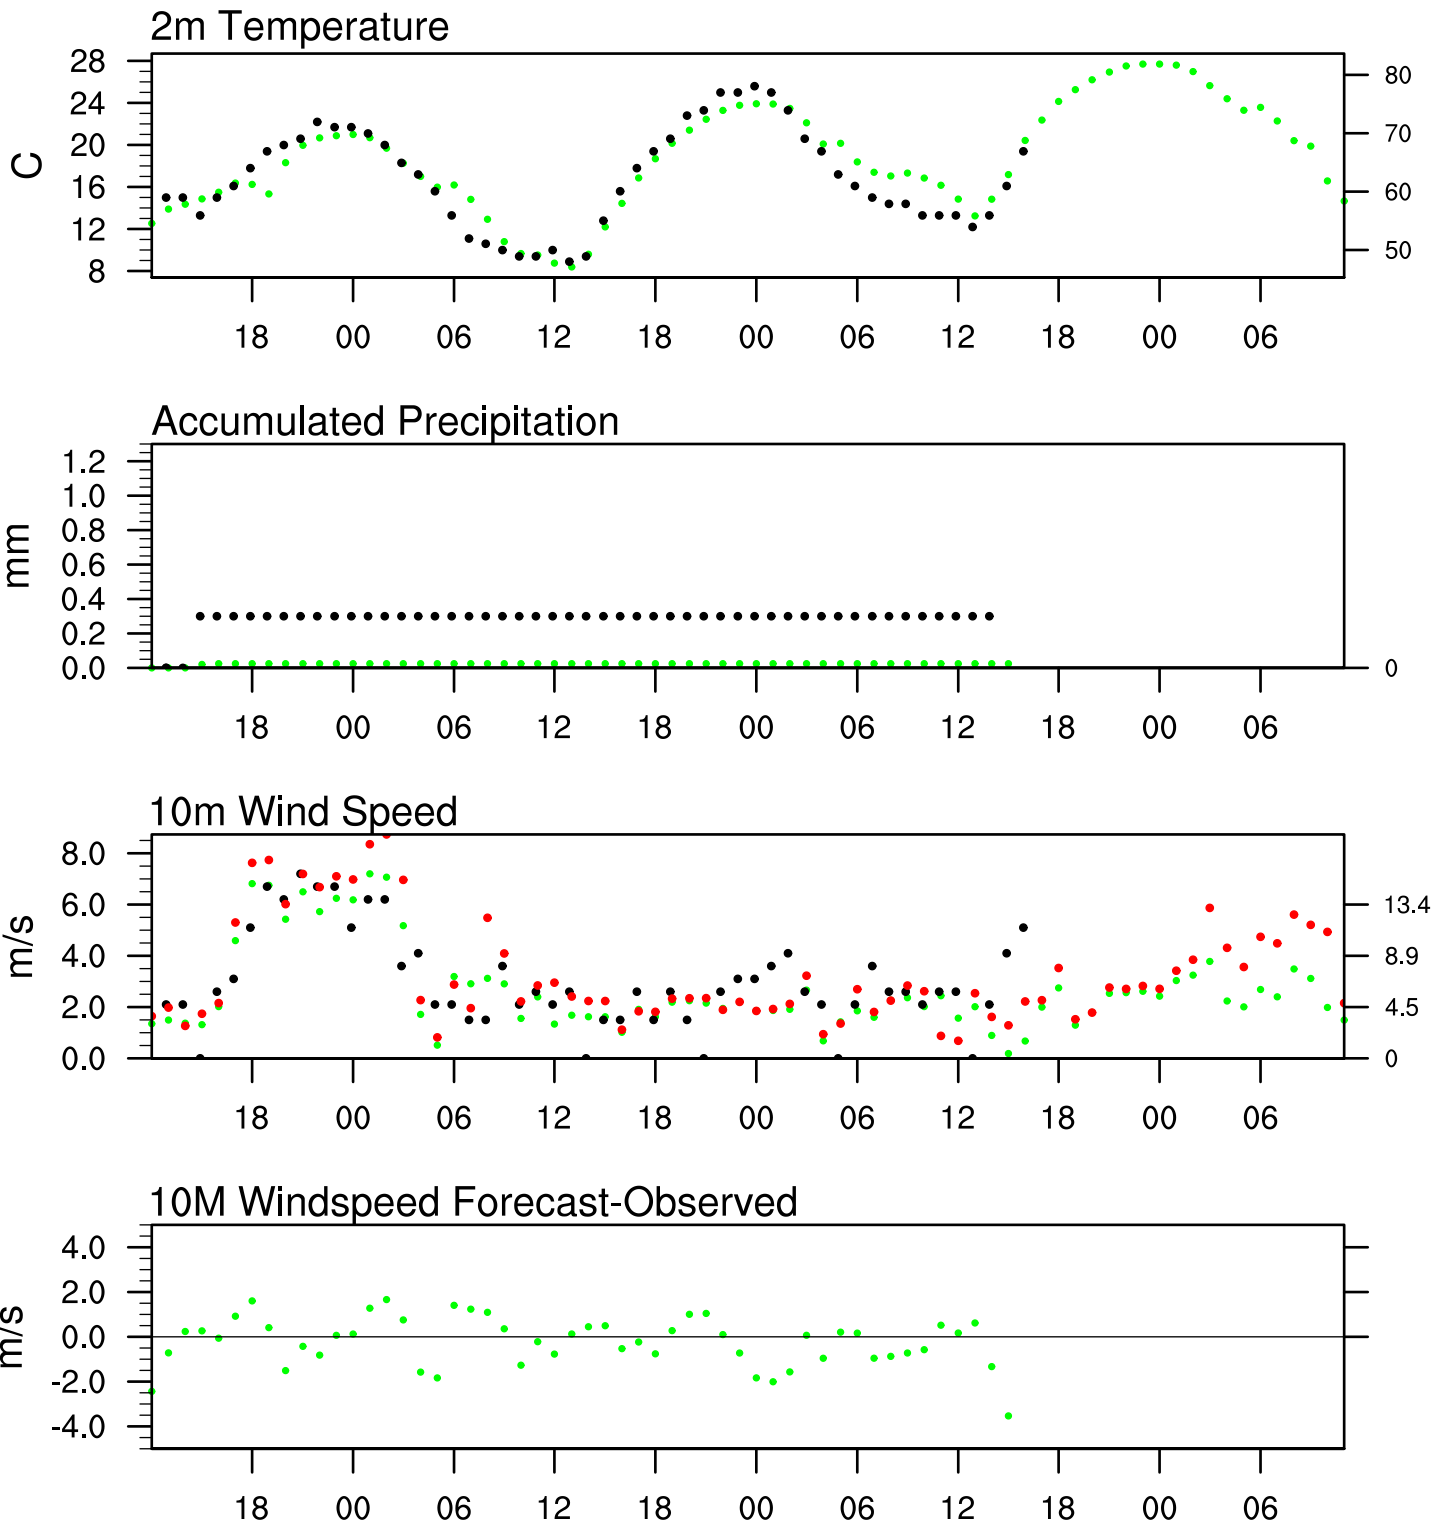 2m Temperature
28
24
20
16
12
8
C
80
70
60
50
18 00 06 12 18 00 06 12 18 00 06
Accumulated Precipitation
1.2
1.0
0.8
0.6
0.4
0.2
0.0
mm
0
18 00 06 12 18 00 06 12 18 00 06
10m Wind Speed
8.0
6.0
4.0
2.0
0.0
m/s
13.4
8.9
4.5
0
18 00 06 12 18 00 06 12 18 00 06
10M Windspeed Forecast-Observed
4.0
2.0
0.0
-2.0
-4.0
m/s
18 00 06 12 18 00 06 12 18 00 06